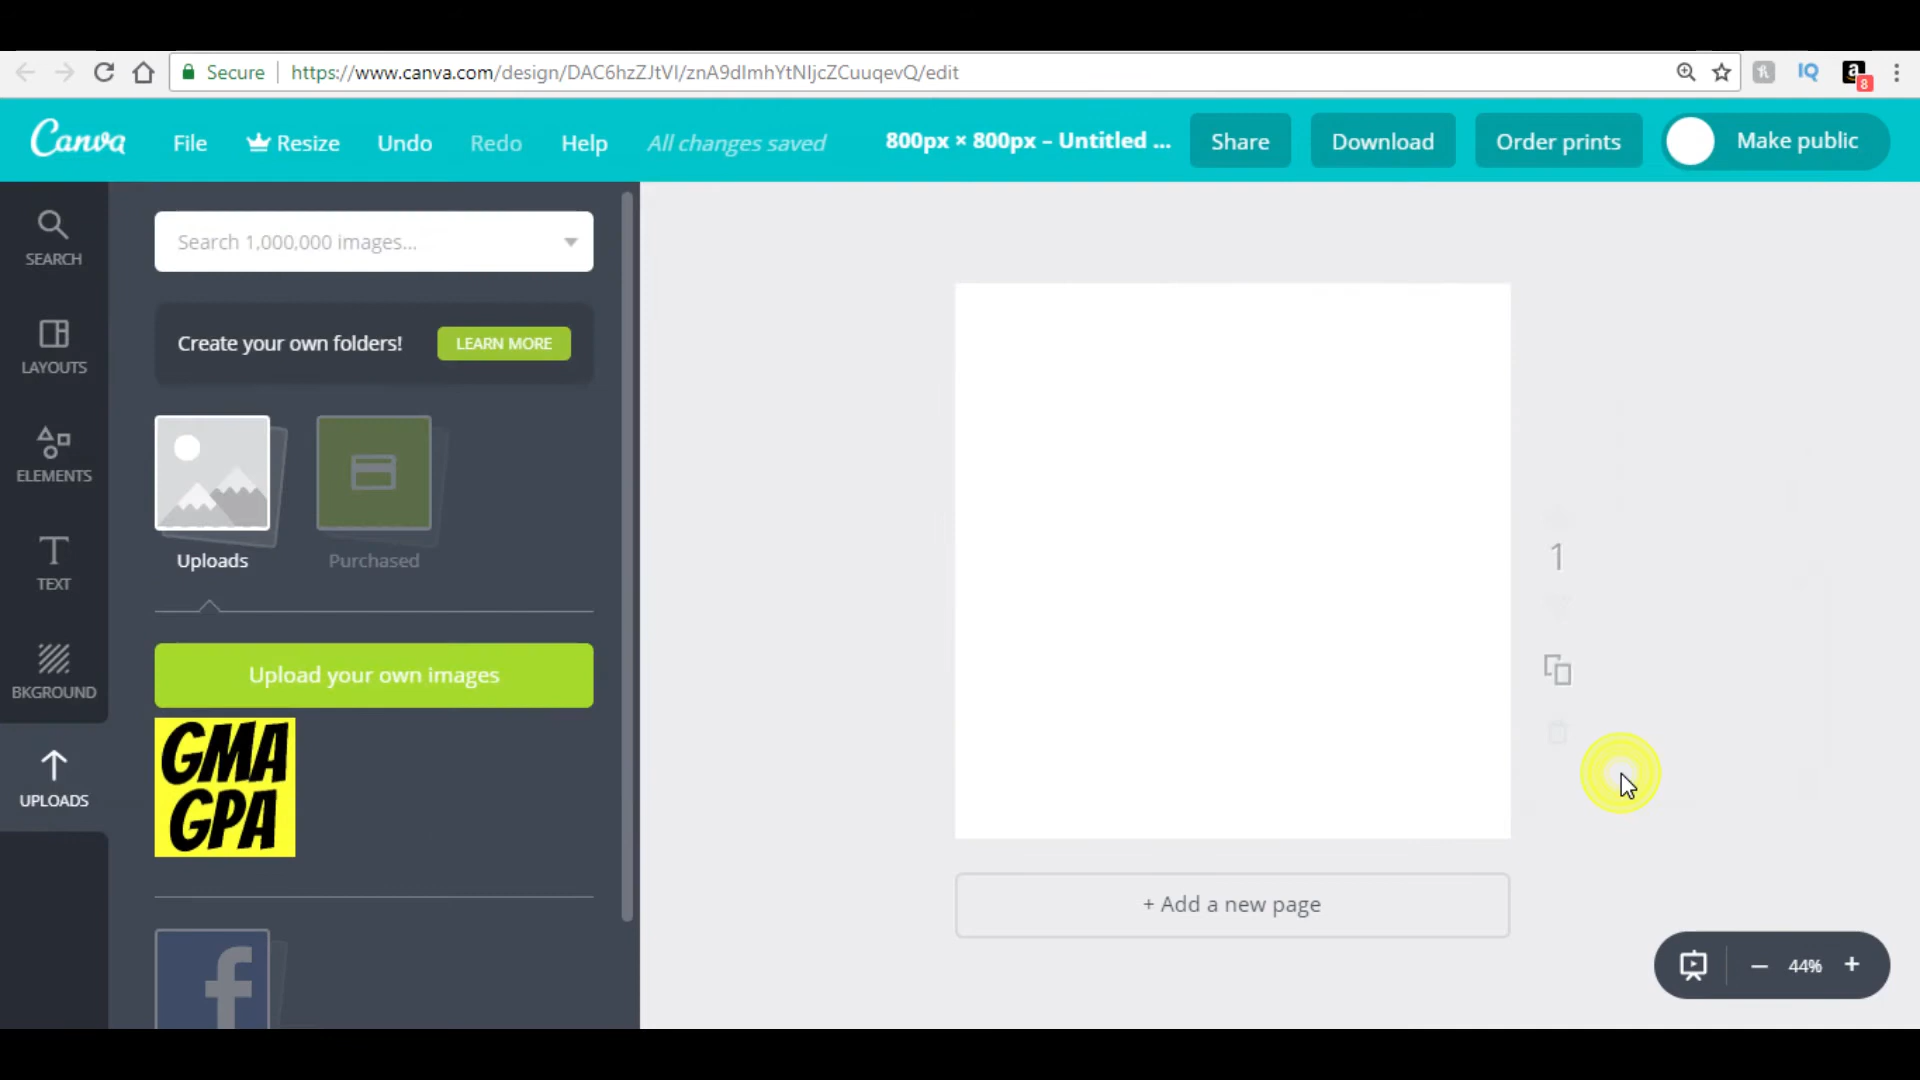 Secure
https://www.canva.com/design/DAC6hzZJtVI/znA9dImhYtNIjcZCuuqevQ/edit
IQ
a
8
Canva
File
Resize
Undo
Redo
Help
All changes saved
800px × 800px – Untitled ...
Share
Download
Order prints
Make public
SEARCH
LAYOUTS
ELEMENTS
TEXT
BKGROUND
UPLOADS
Search 1,000,000 images...
Create your own folders!
LEARN MORE
Uploads
Purchased
Upload your own images
GMA
GPA
f
1
+ Add a new page
44%